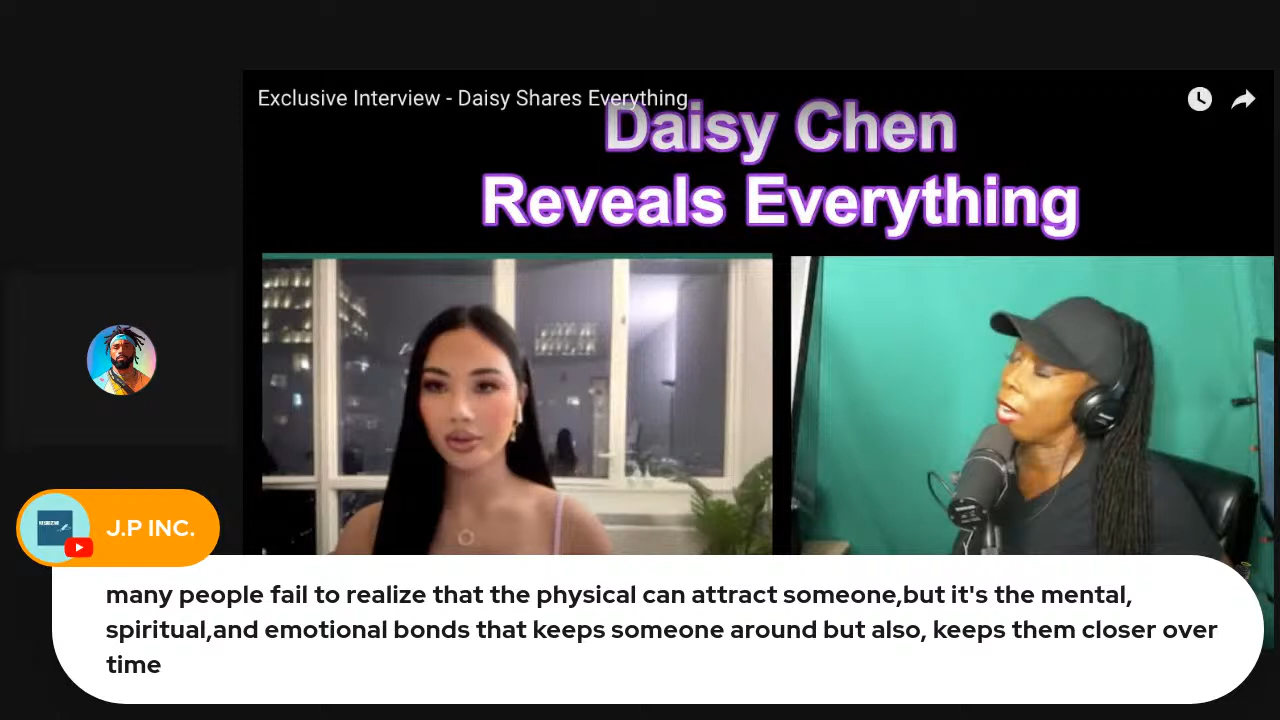 Exclusive Interview - Daisy Shares Everything
Daisy Chen
Reveals Everything
J.P INC.
many people fail to realize that the physical can attract someone,but it's the mental,
spiritual,and emotional bonds that keeps someone around but also, keeps them closer over
time